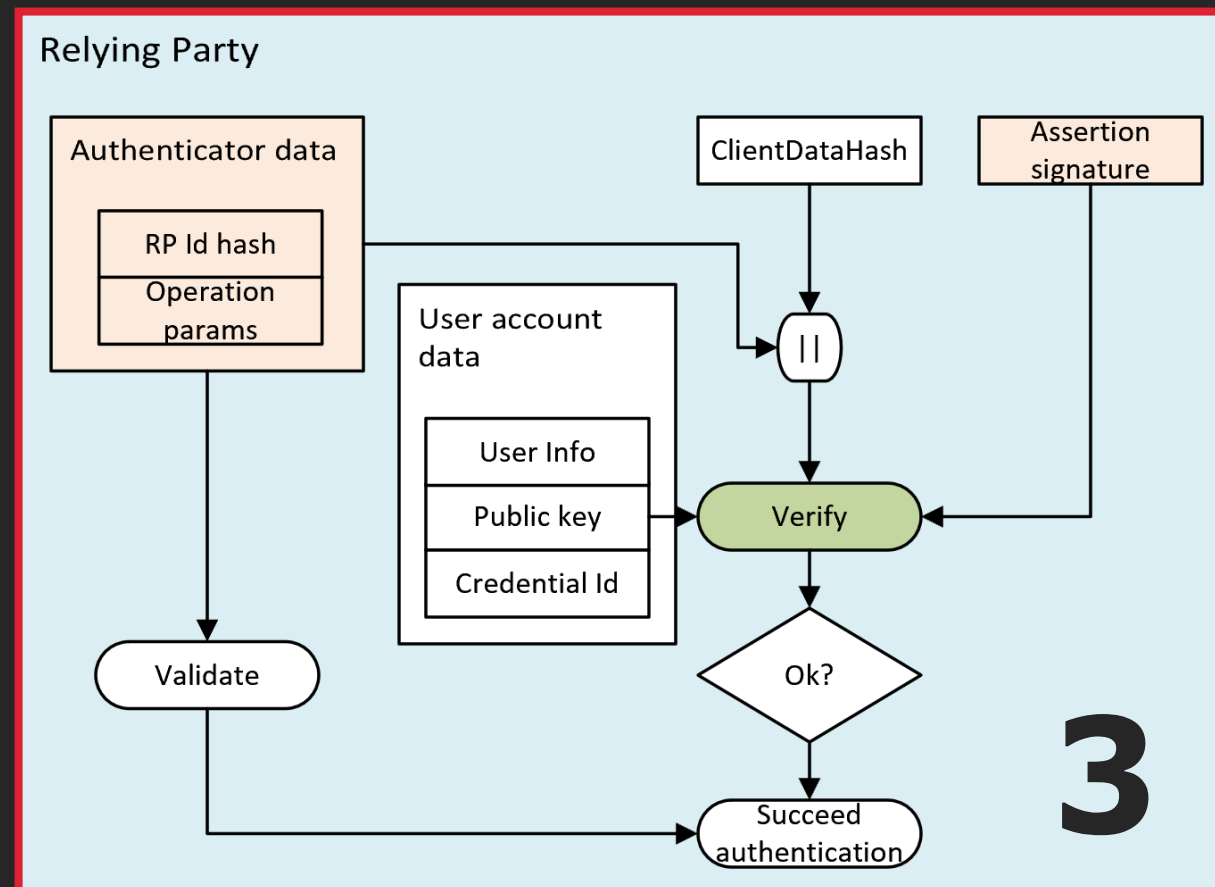 Relying Party
Authenticator data
RP Id hash
Operation
params
ClientDataHash
Assertion
signature
||
User account
data
User Info
Public key
Credential Id
Verify
Validate
Ok?
Succeed
authentication
3